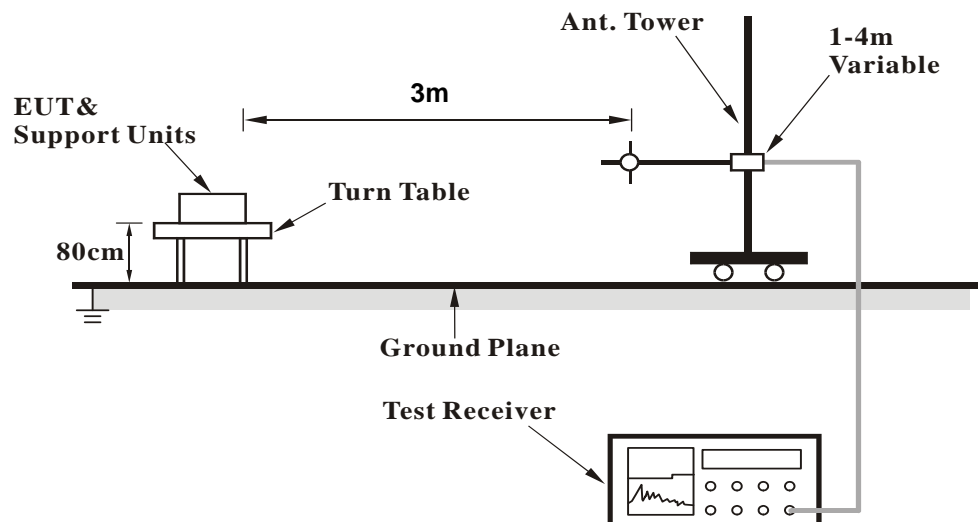 Ant. Tower
1-4m
Variable
3m
EUT&
Support Units
Turn Table
80cm
Ground Plane
Test Receiver